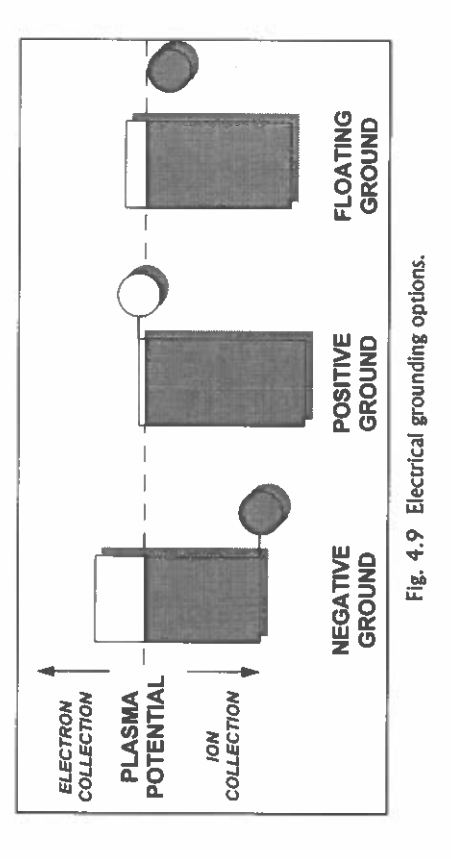 ELECTRON
COLLECTION
PLASMA
POTENTIAL
ION
COLLECTION
NEGATIVE
GROUND
POSITIVE
GROUND
FLOATING
GROUND
Fig. 4.9 Electrical grounding options.